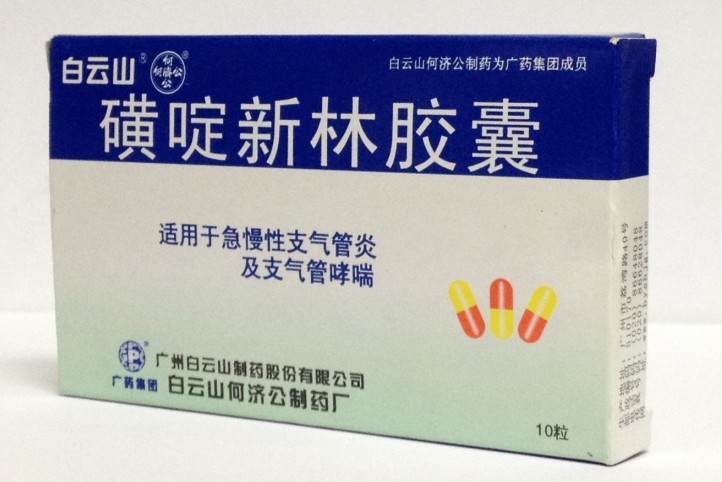 白云山®
何
何濟公
公
白云山何济公制药为广药集团成员
磺啶新林胶囊
适用于急慢性支气管炎
及支气管哮喘
广药集团
广州白云山制药股份有限公司
白云山何济公制药厂
10粒